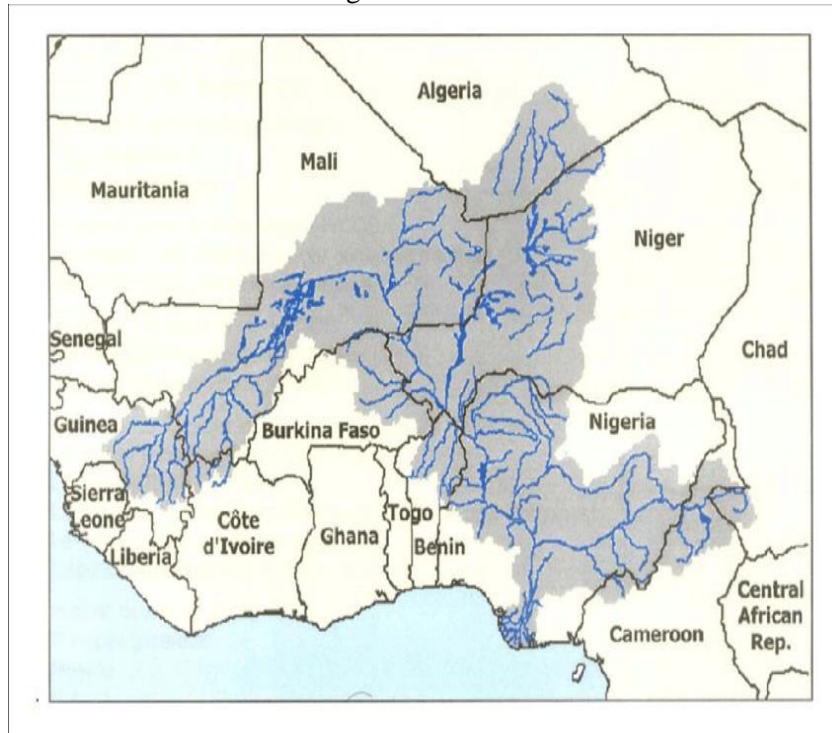 Algeria
Mali
Mauritania
Niger
Senegal
Chad
Guinea
Burkina Faso
Nigeria
Sierra
Leone
Côte
d'Ivoire
Ghana
Togo
Benin
Liberia
Central
African
Rep.
Cameroon